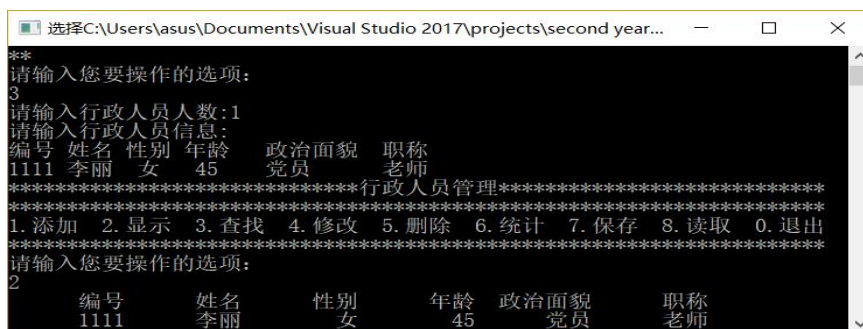 选择C:\Users\asus\Documents\Visual Studio 2017\projects\second year...
**
请输入您要操作的选项:
3
请输入行政人员人数:1
请输入行政人员信息:
编号 姓名 性别 年龄 政治面貌 职称
1111 李丽 女 45 党员 老师
******************************行政人员管理****************************
**********************************************************************
1.添加 2.显示 3.查找 4.修改 5.删除 6.统计 7.保存 8.读取 0.退出
**********************************************************************
请输入您要操作的选项:
2
编号 姓名 性别 年龄 政治面貌 职称
1111 李丽 女 45 党员 老师